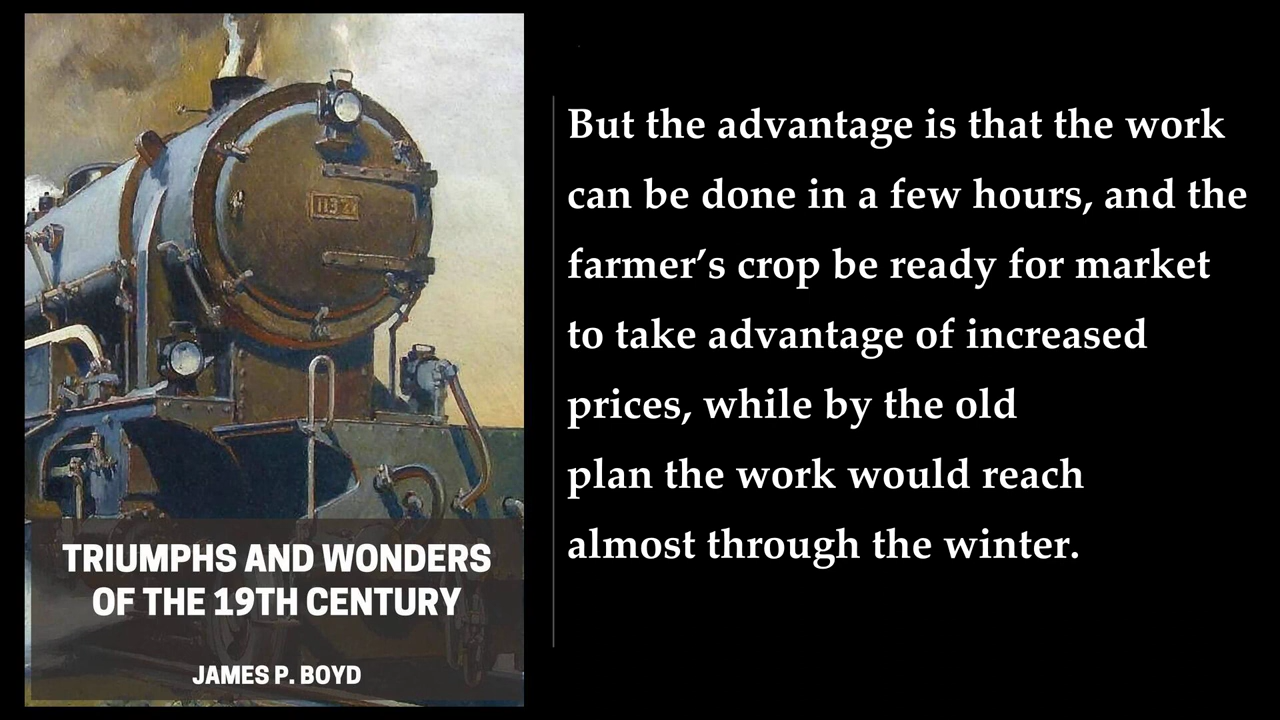 1132
TRIUMPHS AND WONDERS
OF THE 19TH CENTURY
JAMES P. BOYD
But the advantage is that the work
can be done in a few hours, and the
farmer’s crop be ready for market
to take advantage of increased
prices, while by the old
plan the work would reach
almost through the winter.